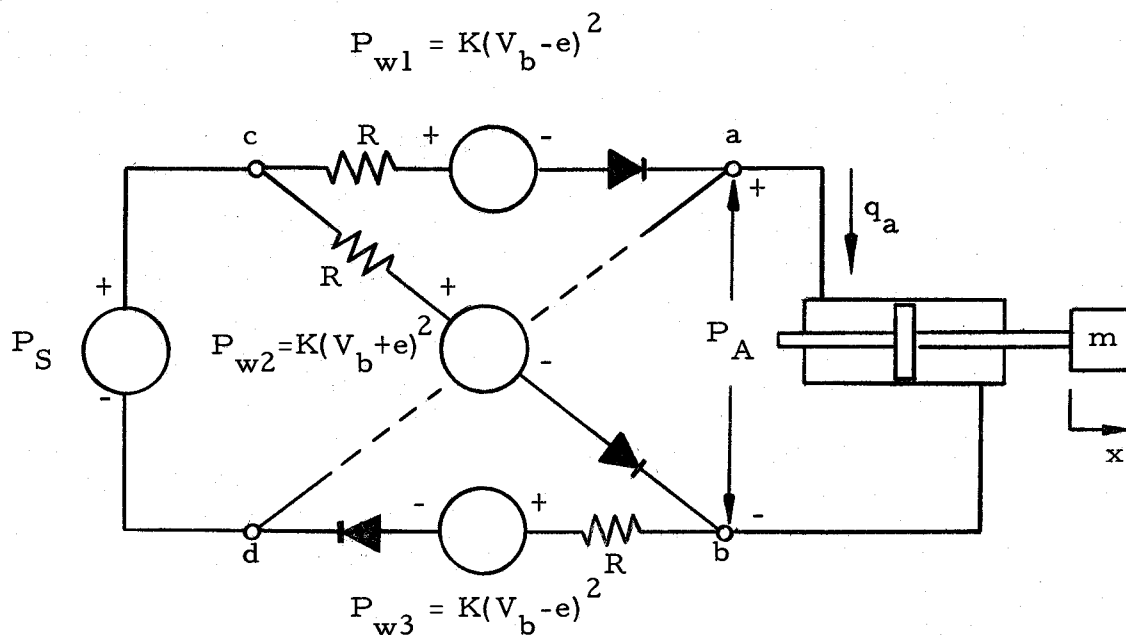 P_w1 = K(V_b-e)^2
c
R
+
-
a
+
q_a
R
+
+
P_S
P_w2=K(V_b+e)^2
-
P_A
m
-
x
-
+
-
d
R
b
P_w3 = K(V_b-e)^2